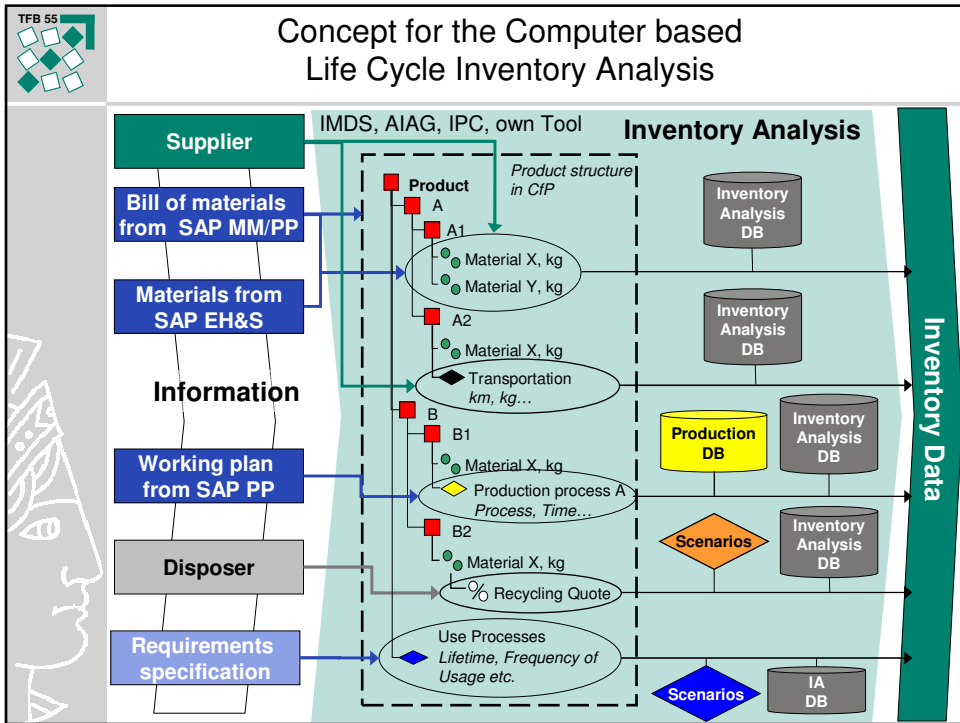 TFB 55
Concept for the Computer based
Life Cycle Inventory Analysis
IMDS, AIAG, IPC, own Tool
Inventory Analysis
Supplier
Bill of materials
from SAP MM/PP
Materials from
SAP EH&S
Information
Working plan
from SAP PP
Disposer
Requirements
specification
Product structure
in CfP
Product
A
A1
Material X, kg
Material Y, kg
A2
Material X, kg
Transportation
km, kg…
B
B1
Material X, kg
Production process A
Process, Time…
B2
Material X, kg
% Recycling Quote
Use Processes
Lifetime, Frequency of
Usage etc.
Inventory
Analysis
DB
Inventory
Analysis
DB
Production
DB
Inventory
Analysis
DB
Scenarios
Inventory
Analysis
DB
Scenarios
IA
DB
Inventory Data